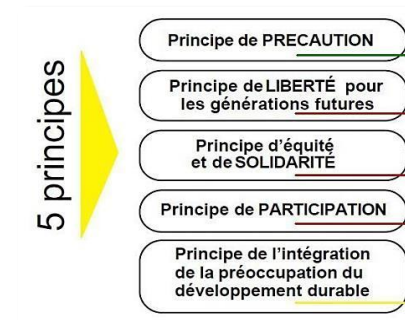 5 principes
Principe de PRECAUTION
Principe de LIBERTÉ pour
les générations futures
Principe d'équité
et de SOLIDARITÉ
Principe de PARTICIPATION
Principe de l'intégration
de la préoccupation du
développement durable